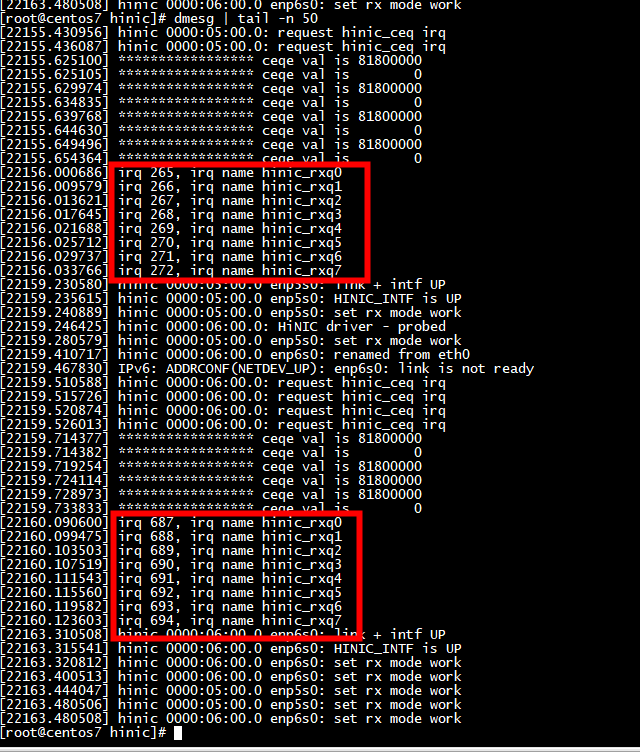 [22163.480508] hinic 0000:06:00.0 enp6s0: set rx mode work
[root@centos7 hinic]# dmesg | tail -n 50
[22155.430956] hinic 0000:05:00.0: request hinic_ceq irq
[22155.436087] hinic 0000:05:00.0: request hinic_ceq irq
[22155.625100] ***************** ceqe val is 81800000
[22155.625105] ***************** ceqe val is        0
[22155.629974] ***************** ceqe val is 81800000
[22155.634835] ***************** ceqe val is        0
[22155.639768] ***************** ceqe val is 81800000
[22155.644630] ***************** ceqe val is        0
[22155.649496] ***************** ceqe val is 81800000
[22155.654364] ***************** ceqe val is        0
[22156.000686] irq 265, irq name hinic_rxq0
[22156.009579] irq 266, irq name hinic_rxq1
[22156.013621] irq 267, irq name hinic_rxq2
[22156.017645] irq 268, irq name hinic_rxq3
[22156.021688] irq 269, irq name hinic_rxq4
[22156.025712] irq 270, irq name hinic_rxq5
[22156.029737] irq 271, irq name hinic_rxq6
[22156.033766] irq 272, irq name hinic_rxq7
[22159.230580] hinic 0000:05:00.0 enp5s0: link + intf UP
[22159.235615] hinic 0000:05:00.0 enp5s0: HINIC_INTF is UP
[22159.240889] hinic 0000:05:00.0 enp5s0: set rx mode work
[22159.246425] hinic 0000:06:00.0: HiNIC driver - probed
[22159.280579] hinic 0000:05:00.0 enp5s0: set rx mode work
[22159.410717] hinic 0000:06:00.0 enp6s0: renamed from eth0
[22159.467830] IPv6: ADDRCONF(NETDEV_UP): enp6s0: link is not ready
[22159.510588] hinic 0000:06:00.0: request hinic_ceq irq
[22159.515726] hinic 0000:06:00.0: request hinic_ceq irq
[22159.520874] hinic 0000:06:00.0: request hinic_ceq irq
[22159.526013] hinic 0000:06:00.0: request hinic_ceq irq
[22159.714377] ***************** ceqe val is 81800000
[22159.714382] ***************** ceqe val is        0
[22159.719254] ***************** ceqe val is 81800000
[22159.724114] ***************** ceqe val is 81800000
[22159.728973] ***************** ceqe val is 81800000
[22159.733833] ***************** ceqe val is        0
[22160.090600] irq 687, irq name hinic_rxq0
[22160.099475] irq 688, irq name hinic_rxq1
[22160.103503] irq 689, irq name hinic_rxq2
[22160.107519] irq 690, irq name hinic_rxq3
[22160.111543] irq 691, irq name hinic_rxq4
[22160.115560] irq 692, irq name hinic_rxq5
[22160.119582] irq 693, irq name hinic_rxq6
[22160.123603] irq 694, irq name hinic_rxq7
[22163.310508] hinic 0000:06:00.0 enp6s0: link + intf UP
[22163.315541] hinic 0000:06:00.0 enp6s0: HINIC_INTF is UP
[22163.320812] hinic 0000:06:00.0 enp6s0: set rx mode work
[22163.400513] hinic 0000:06:00.0 enp6s0: set rx mode work
[22163.444047] hinic 0000:06:00.0 enp6s0: set rx mode work
[22163.480506] hinic 0000:06:00.0 enp6s0: set rx mode work
[22163.480508] hinic 0000:06:00.0 enp6s0: set rx mode work
[root@centos7 hinic]#